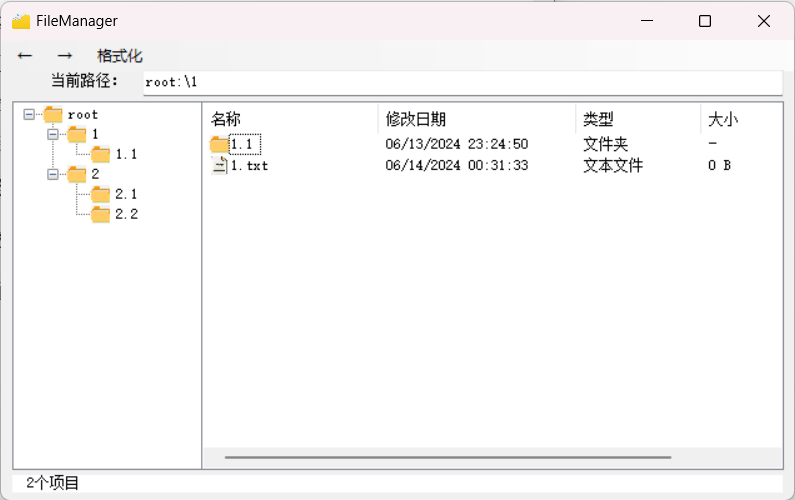 FileManager
← → 格式化
当前路径: root:\1
root
1
1.1
2
2.1
2.2
名称 修改日期 类型 大小
1.1 06/13/2024 23:24:50 文件夹 -
1.txt 06/14/2024 00:31:33 文本文件 0 B
2个项目